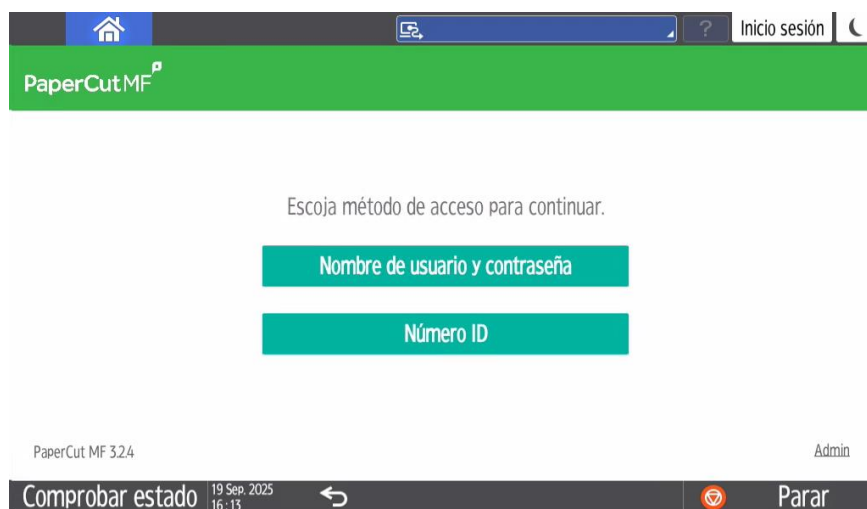 ?
Inicio sesión
PaperCut MF
Escoja método de acceso para continuar.
Nombre de usuario y contraseña
Número ID
PaperCut MF 3.2.4
Admin
Comprobar estado
19 Sep. 2025
16:13
Parar